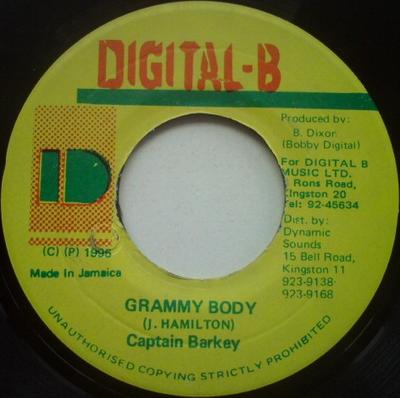 DIGITAL-B
Produced by:
B. Dixon
(Bobby Digital)
For DIGITAL B
MUSIC LTD.
Rons Road,
Kingston 20
Tel: 92-45634
Dist. by:
Dynamic
Sounds
15 Bell Road,
Kingston 11
923-9138-
923-9168
D
(C) (P) 1995
Made In Jamaica
GRAMMY BODY
(J. HAMILTON)
Captain Barkey
UNAUTHORISED COPYING STRICTLY PROHIBITED